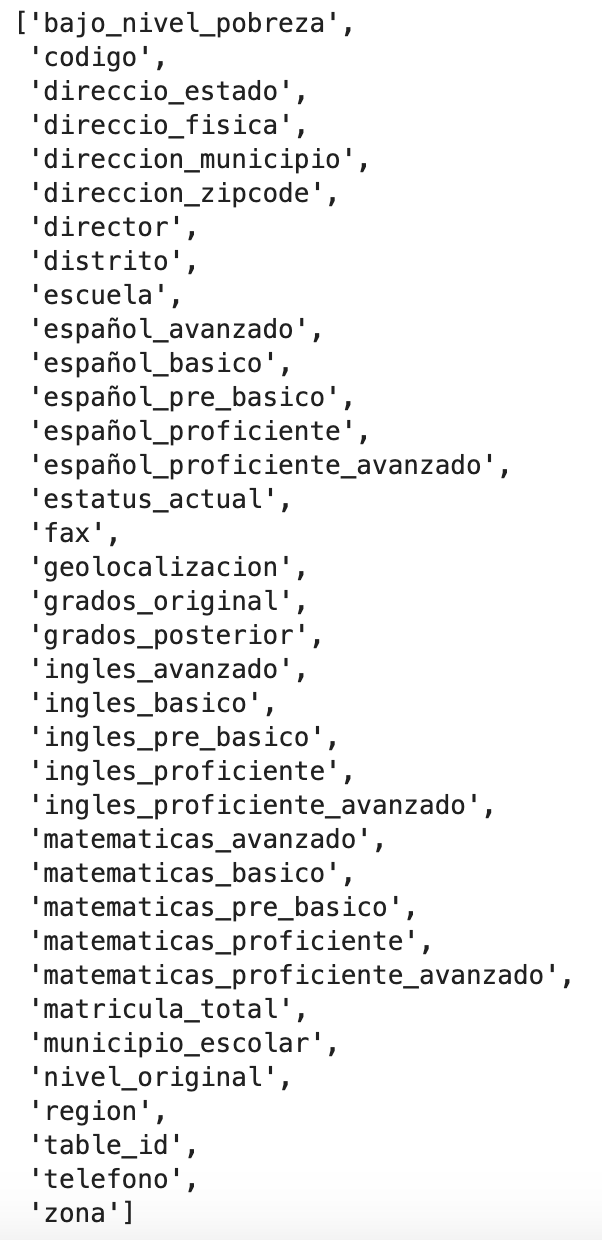 ['bajo_nivel_pobreza',
'codigo',
'direccio_estado',
'direccio_fisica',
'direccion_municipio',
'direccion_zipcode',
'director',
'distrito',
'escuela',
'español_avanzado',
'español_basico',
'español_pre_basico',
'español_proficiente',
'español_proficiente_avanzado',
'estatus_actual',
'fax',
'geolocalizacion',
'grados_original',
'grados_posterior',
'ingles_avanzado',
'ingles_basico',
'ingles_pre_basico',
'ingles_proficiente',
'ingles_proficiente_avanzado',
'matematicas_avanzado',
'matematicas_basico',
'matematicas_pre_basico',
'matematicas_proficiente',
'matematicas_proficiente_avanzado',
'matricula_total',
'municipio_escolar',
'nivel_original',
'region',
'table_id',
'telefono',
'zona']